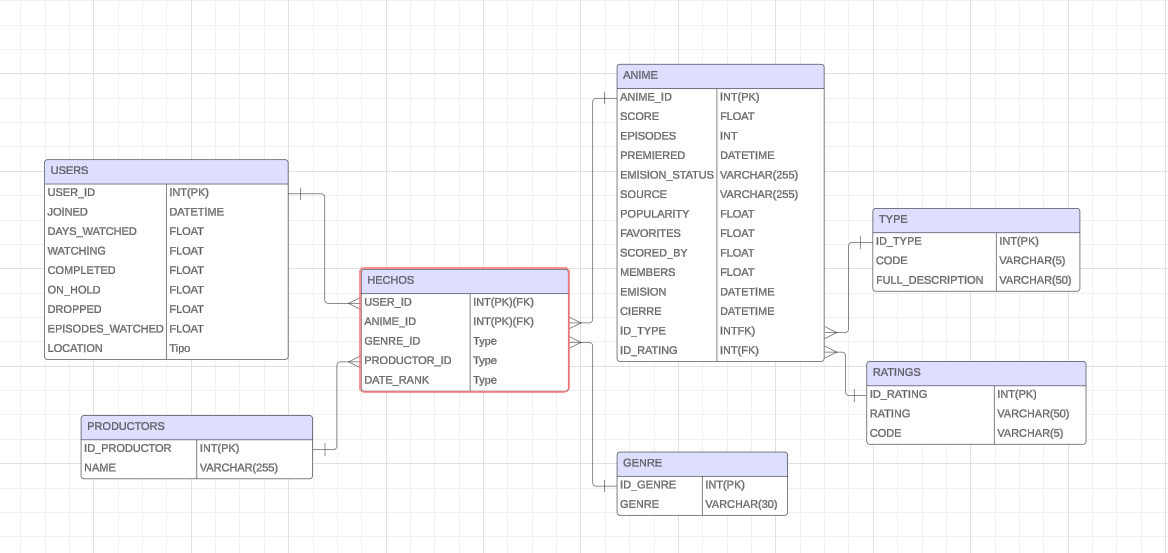 USERS
USER_ID INT(PK)
JOINED DATETIME
DAYS_WATCHED FLOAT
WATCHING FLOAT
COMPLETED FLOAT
ON_HOLD FLOAT
DROPPED FLOAT
EPISODES_WATCHED FLOAT
LOCATION Tipo
PRODUCTORS
ID_PRODUCTOR INT(PK)
NAME VARCHAR(255)
HECHOS
USER_ID INT(PK)(FK)
ANIME_ID INT(PK)(FK)
GENRE_ID Type
PRODUCTOR_ID Type
DATE_RANK Type
ANIME
ANIME_ID INT(PK)
SCORE FLOAT
EPISODES INT
PREMIERED DATETIME
EMISION_STATUS VARCHAR(255)
SOURCE VARCHAR(255)
POPULARITY FLOAT
FAVORITES FLOAT
SCORED_BY FLOAT
MEMBERS FLOAT
EMISION DATETIME
CIERRE DATETIME
ID_TYPE INTFK)
ID_RATING INT(FK)
GENRE
ID_GENRE INT(PK)
GENRE VARCHAR(30)
TYPE
ID_TYPE INT(PK)
CODE VARCHAR(5)
FULL_DESCRIPTION VARCHAR(50)
RATINGS
ID_RATING INT(PK)
RATING VARCHAR(50)
CODE VARCHAR(5)